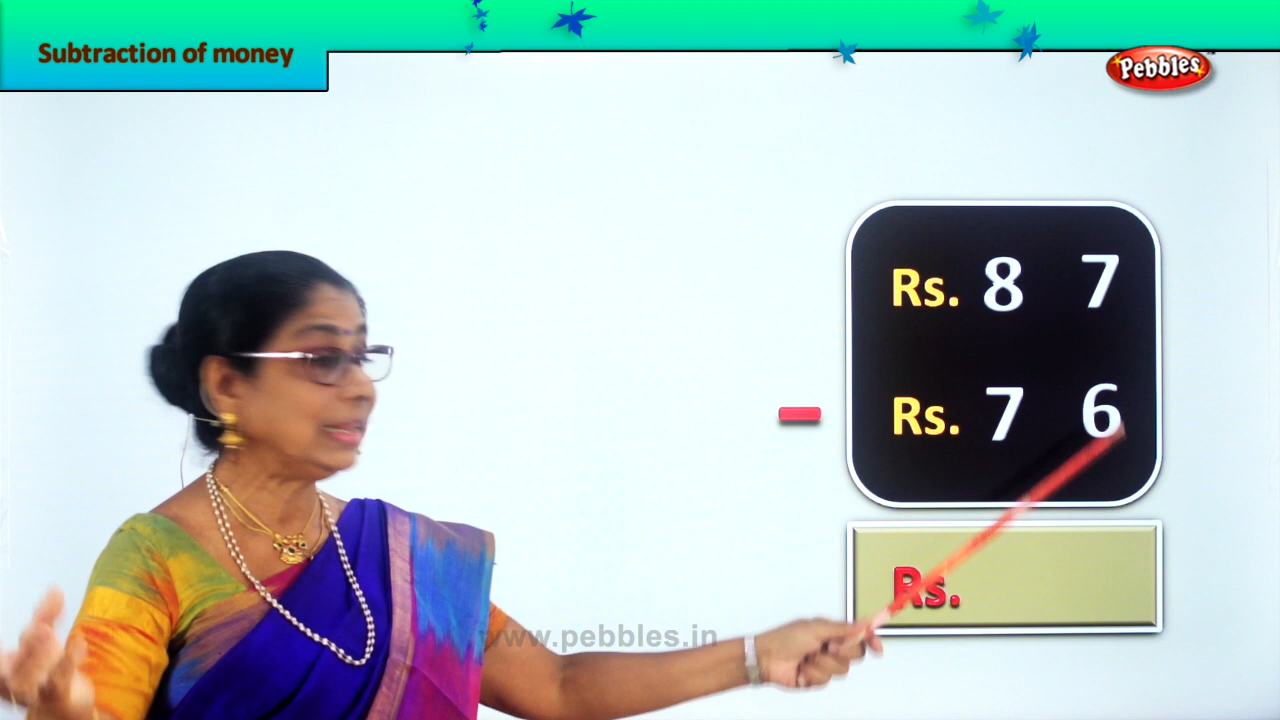 Subtraction of money
Pebbles
Rs. 8 7
- Rs. 7 6
Rs.
www.pebbles.in